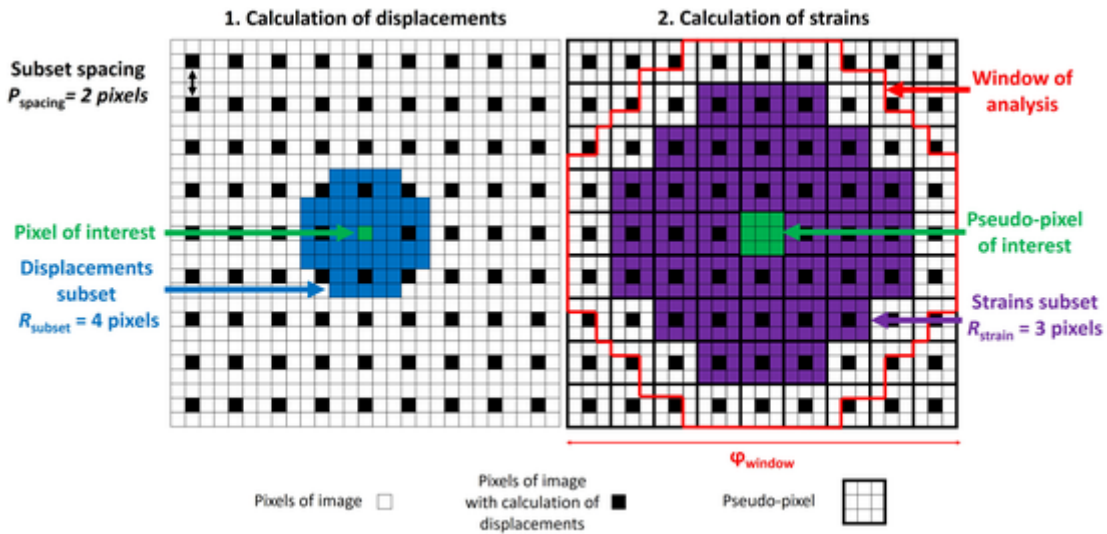 1. Calculation of displacements
2. Calculation of strains
Subset spacing
Pspacing= 2 pixels
Pixel of interest
Displacements
subset
Rsubset = 4 pixels
Window of
analysis
Pseudo-pixel
of interest
Strains subset
Rstrain = 3 pixels
φwindow
Pixels of image
Pixels of image
with calculation of
displacements
Pseudo-pixel